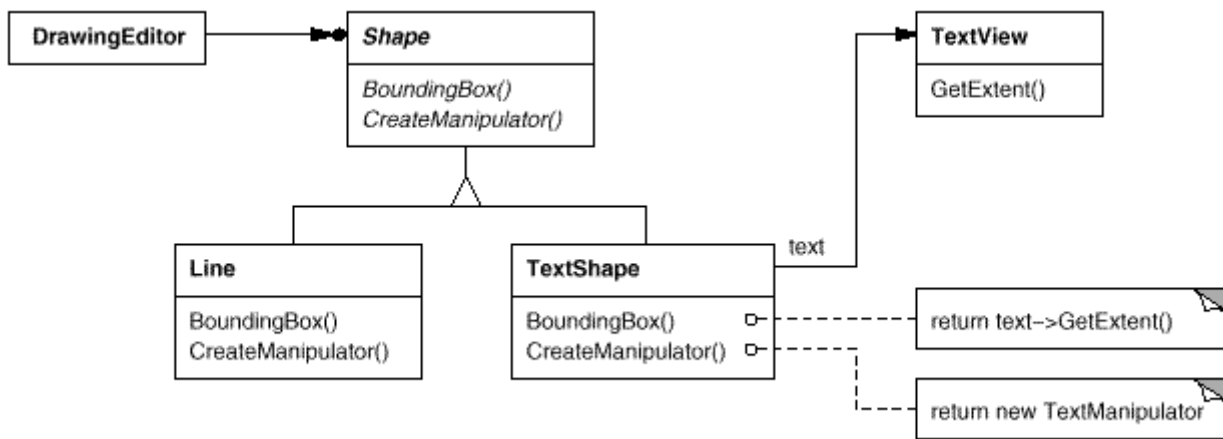 DrawingEditor
Shape
BoundingBox()
CreateManipulator()
TextView
GetExtent()
Line
BoundingBox()
CreateManipulator()
TextShape
BoundingBox()
CreateManipulator()
text
return text->GetExtent()
return new TextManipulator